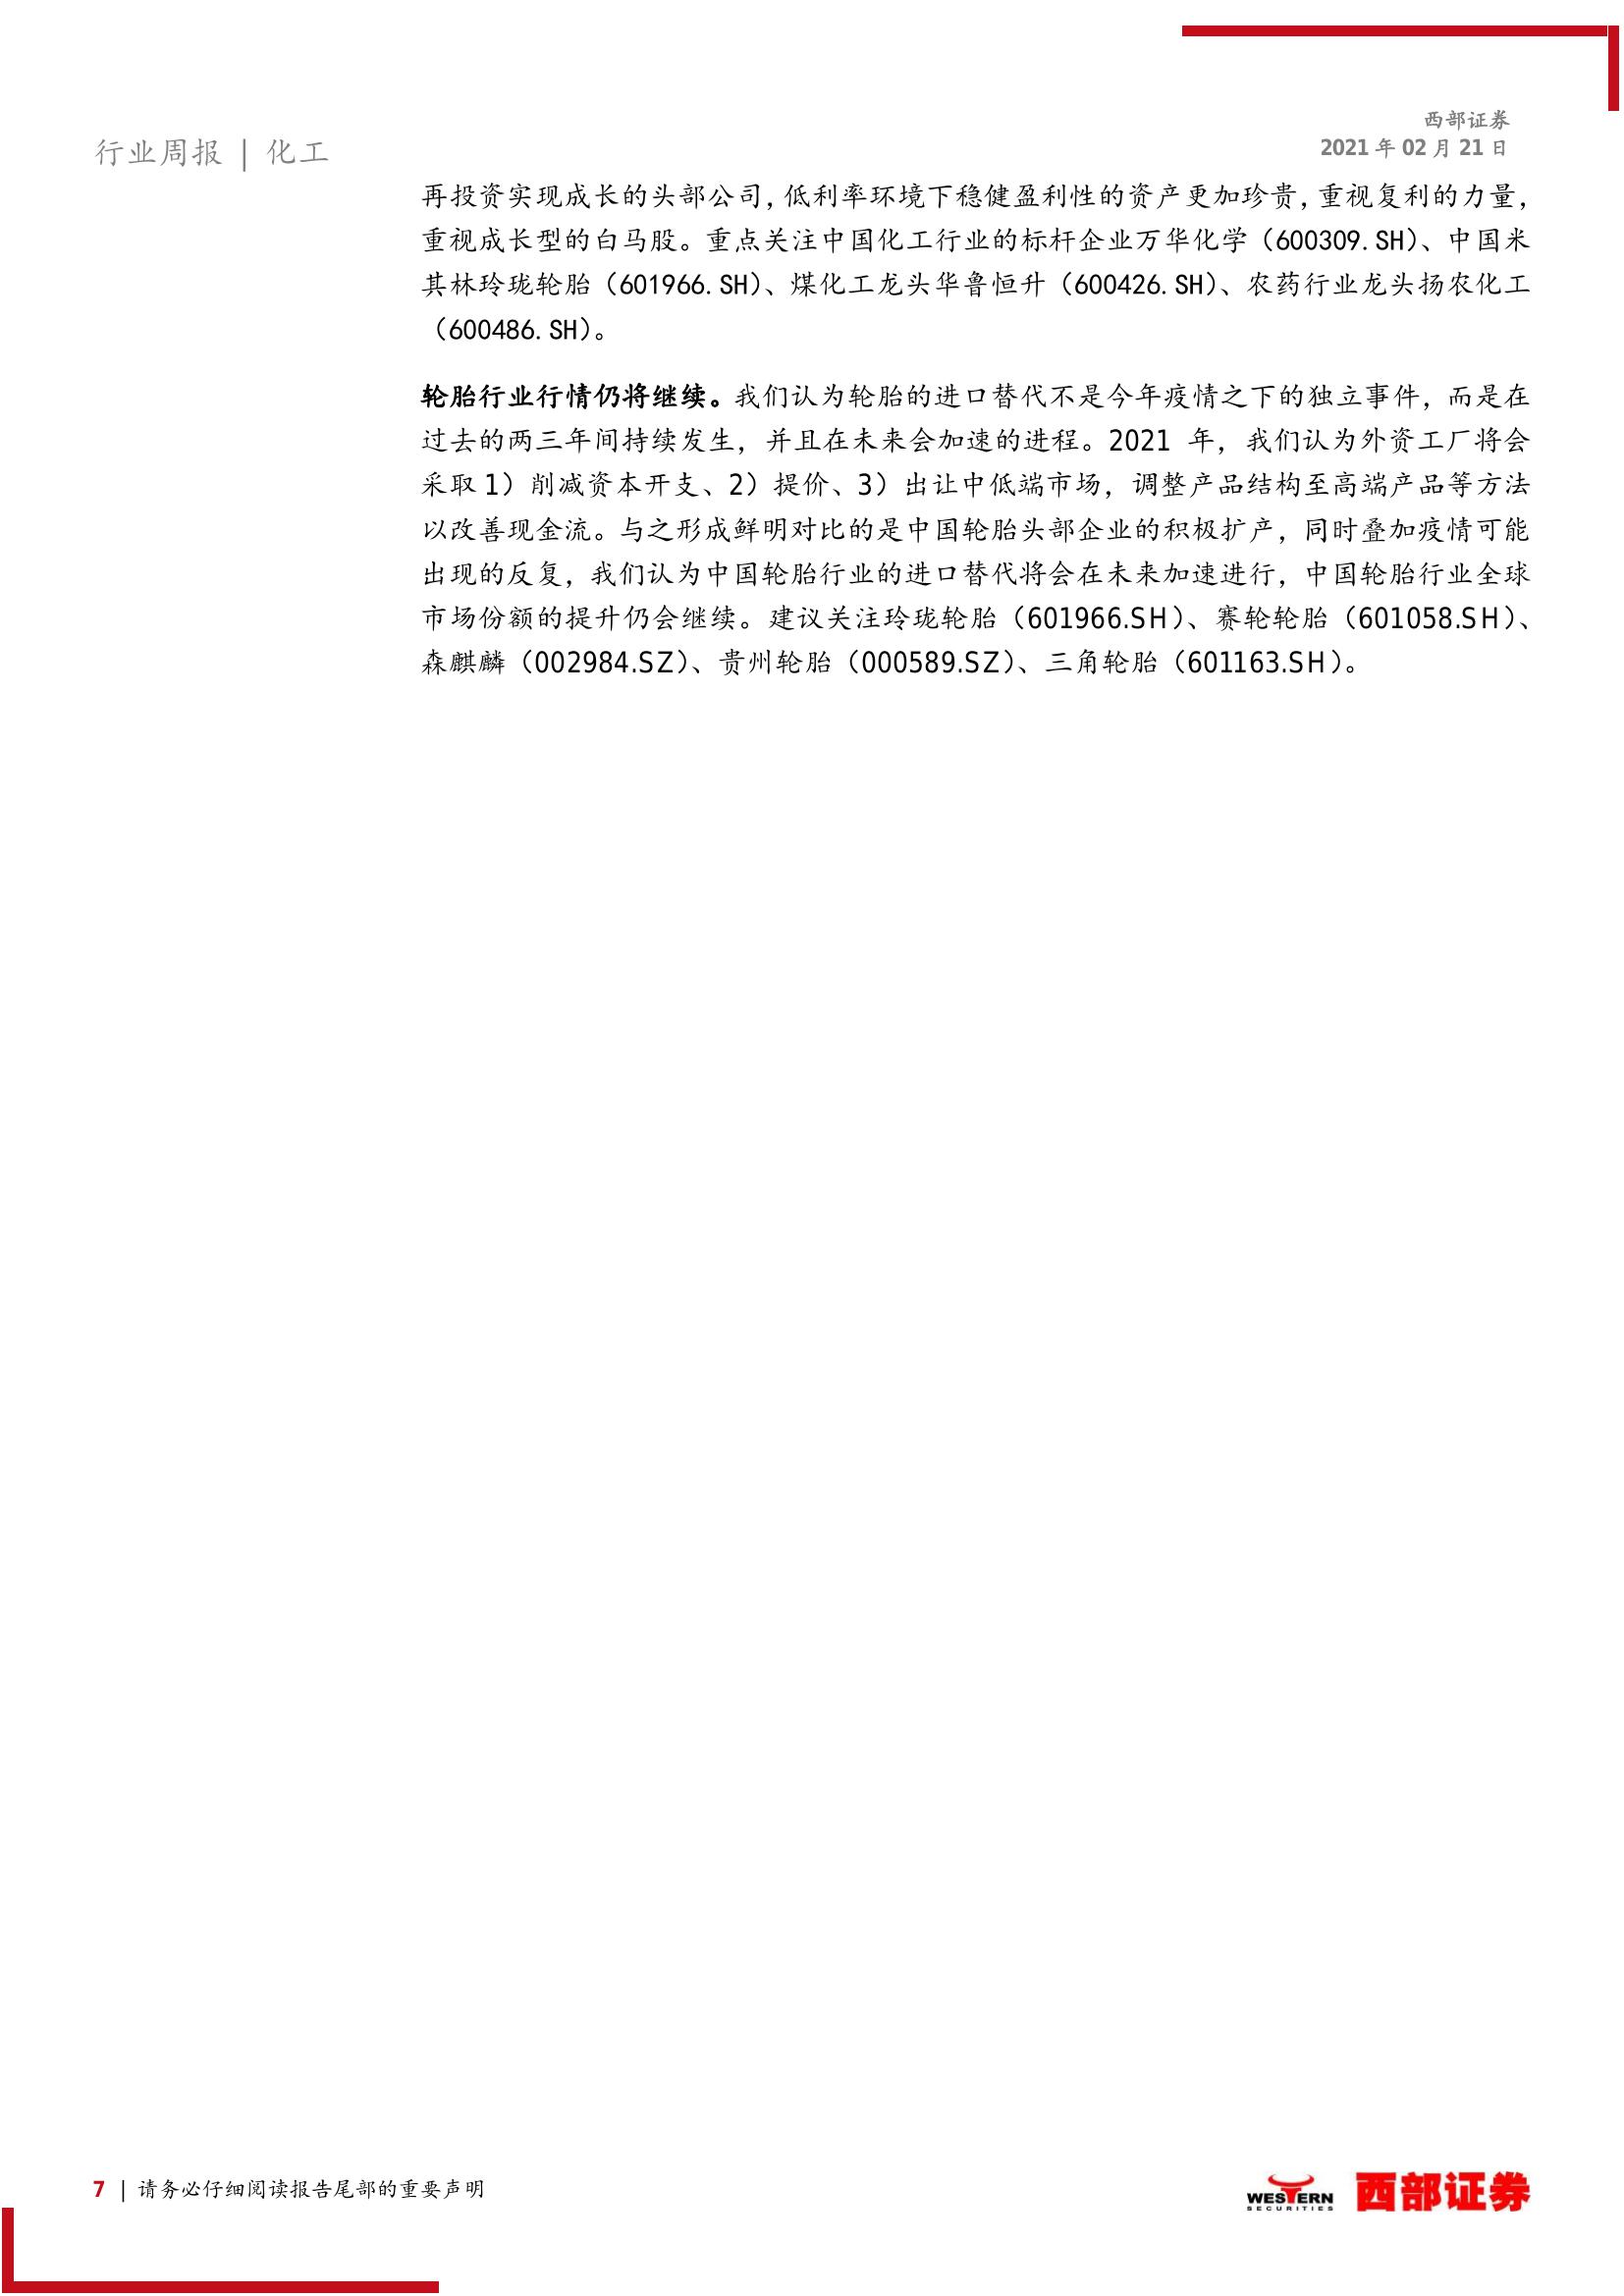 西部证券
行业周报 | 化工
2021 年 02 月 21 日
再投资实现成长的头部公司，低利率环境下稳健盈利性的资产更加珍贵，重视复利的力量，
重视成长型的白马股。重点关注中国化工行业的标杆企业万华化学（600309.SH）、中国米
其林玲珑轮胎（601966.SH）、煤化工龙头华鲁恒升（600426.SH）、农药行业龙头扬农化工
（600486.SH）。
轮胎行业行情仍将继续。我们认为轮胎的进口替代不是今年疫情之下的独立事件，而是在
过去的两三年间持续发生，并且在未来会加速的进程。2021 年，我们认为外资工厂将会
采取 1）削减资本开支、2）提价、3）出让中低端市场，调整产品结构至高端产品等方法
以改善现金流。与之形成鲜明对比的是中国轮胎头部企业的积极扩产，同时叠加疫情可能
出现的反复，我们认为中国轮胎行业的进口替代将会在未来加速进行，中国轮胎行业全球
市场份额的提升仍会继续。建议关注玲珑轮胎（601966.SH）、赛轮轮胎（601058.SH）、
森麒麟（002984.SZ）、贵州轮胎（000589.SZ）、三角轮胎（601163.SH）。
7 | 请务必仔细阅读报告尾部的重要声明
WESTERN
SECURITIES
西部证券